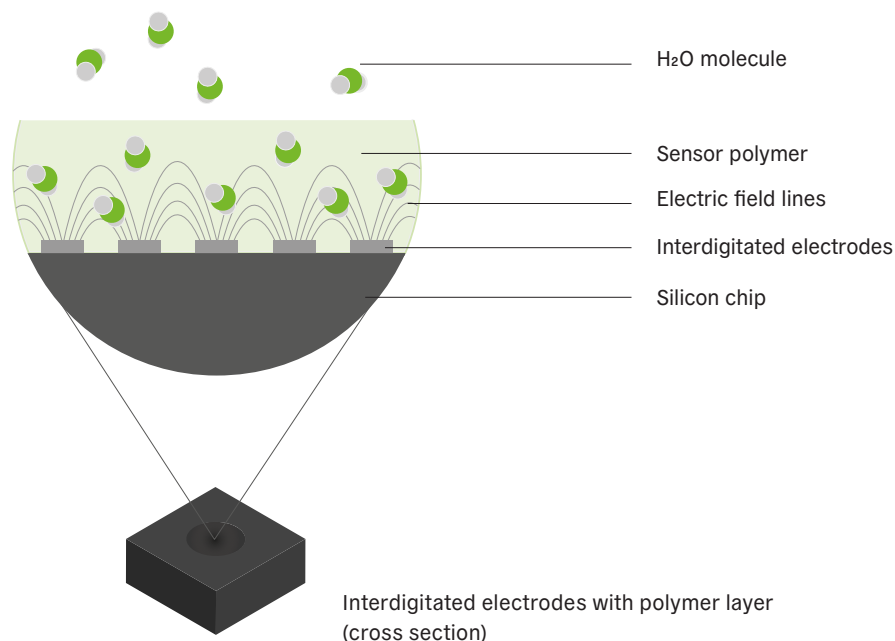 H₂O molecule
Sensor polymer
Electric field lines
Interdigitated electrodes
Silicon chip
Interdigitated electrodes with polymer layer
(cross section)